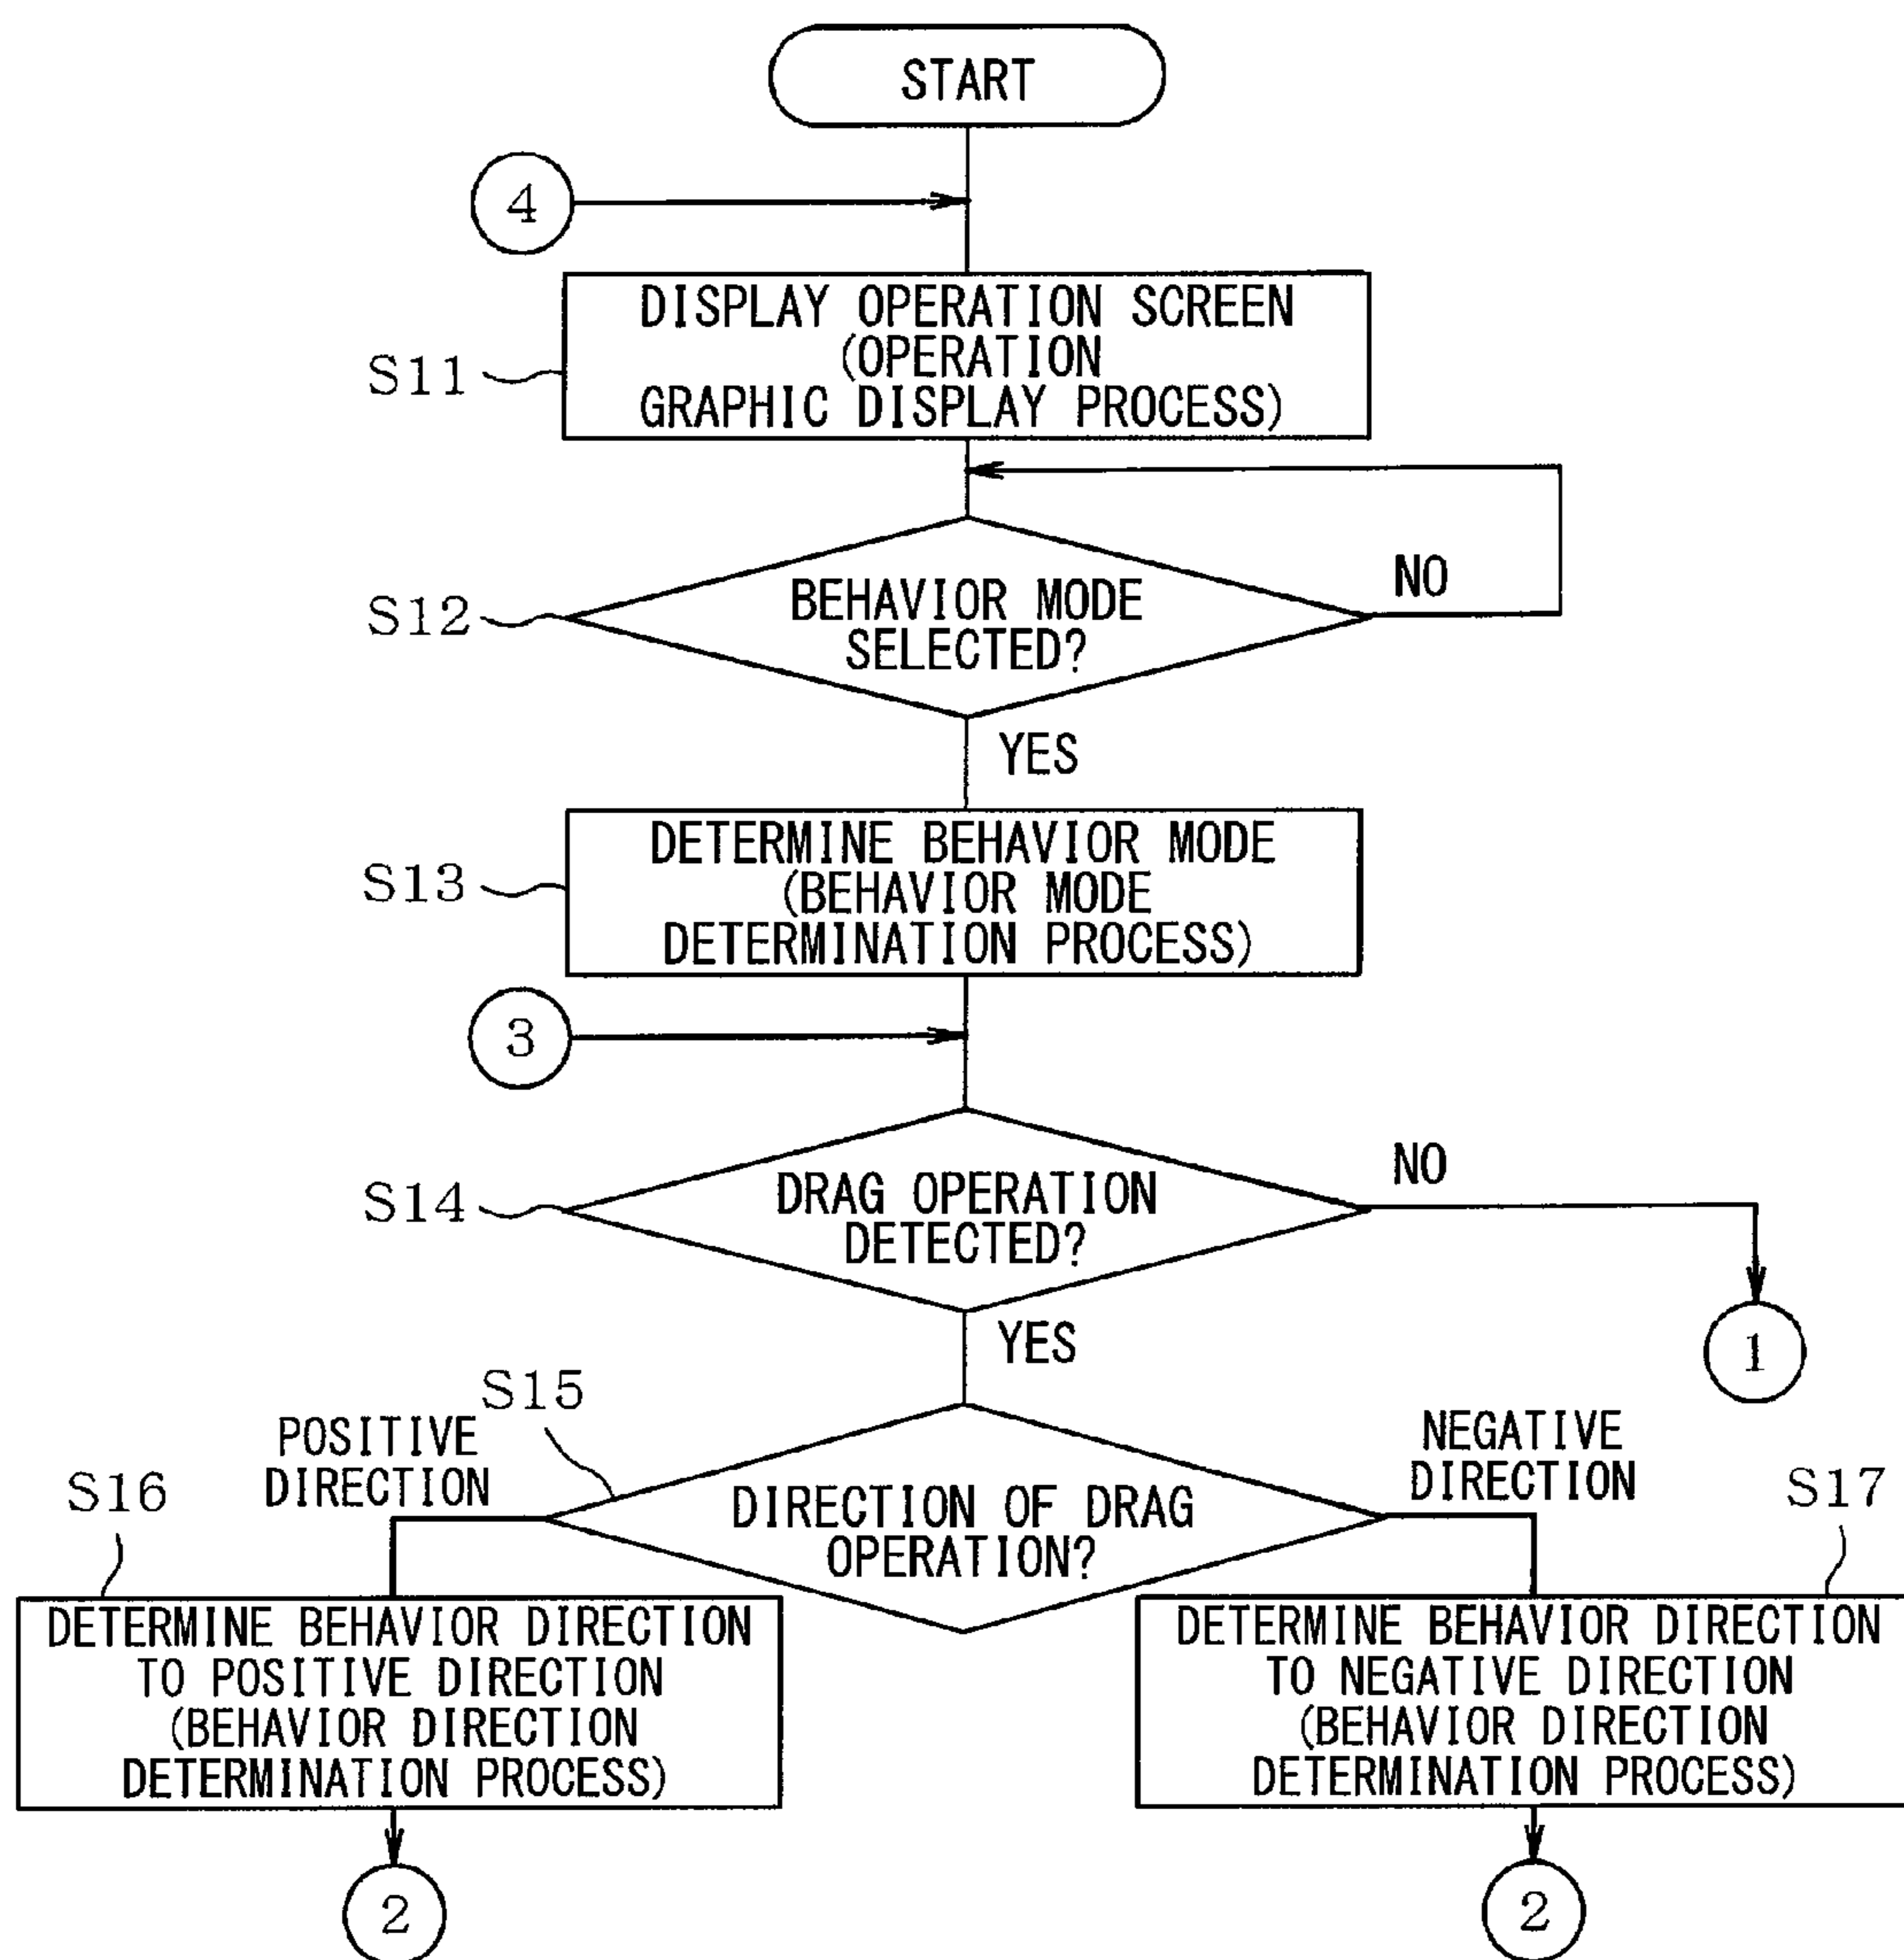 START
4
DISPLAY OPERATION SCREEN
(OPERATION
GRAPHIC DISPLAY PROCESS)
S11
NO
BEHAVIOR MODE
SELECTED?
S12
YES
DETERMINE BEHAVIOR MODE
(BEHAVIOR MODE
DETERMINATION PROCESS)
S13
3
NO
DRAG OPERATION
DETECTED?
S14
YES
1
S15
POSITIVE
DIRECTION
NEGATIVE
DIRECTION
S16
S17
DIRECTION OF DRAG
OPERATION?
DETERMINE BEHAVIOR DIRECTION
TO POSITIVE DIRECTION
(BEHAVIOR DIRECTION
DETERMINATION PROCESS)
DETERMINE BEHAVIOR DIRECTION
TO NEGATIVE DIRECTION
(BEHAVIOR DIRECTION
DETERMINATION PROCESS)
2
2